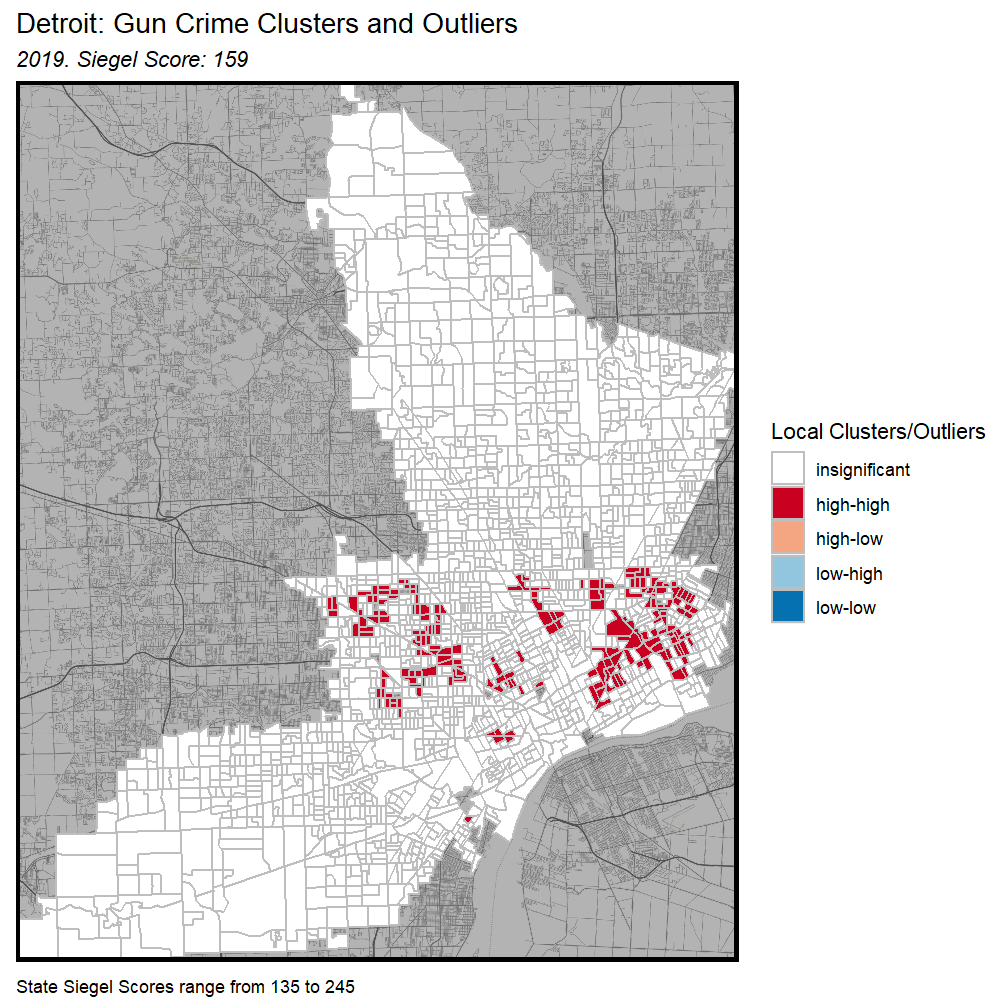 Detroit: Gun Crime Clusters and Outliers
2019. Siegel Score: 159
Local Clusters/Outliers
insignificant
high-high
high-low
low-high
low-low
State Siegel Scores range from 135 to 245